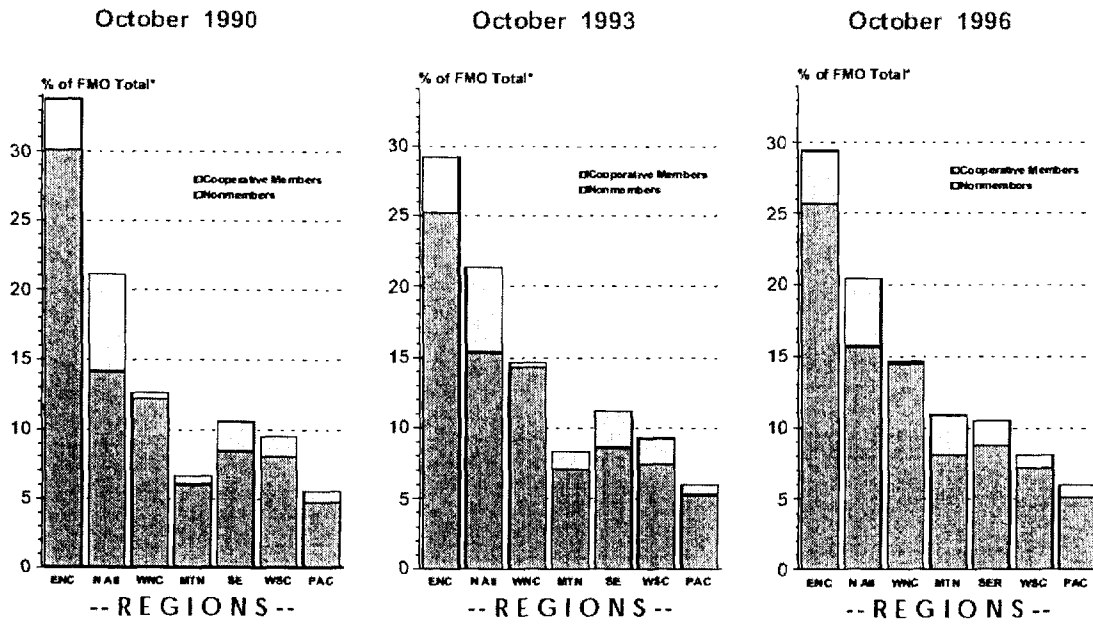 October 1990
% of FMO Total*
30
25
20
15
10
5
0
Cooperative Members
Nonmembers
ENC N Atl WNC MTN SE WSC PAC
--REGIONS--
October 1993
% of FMO Total*
30
25
20
15
10
5
0
Cooperative Members
Nonmembers
ENC N Atl WNC MTN SE WSC PAC
--REGIONS--
October 1996
% of FMO Total*
30
25
20
15
10
5
0
Cooperative Members
Nonmembers
ENC N Atl WNC MTN SER WSC PAC
--REGIONS--